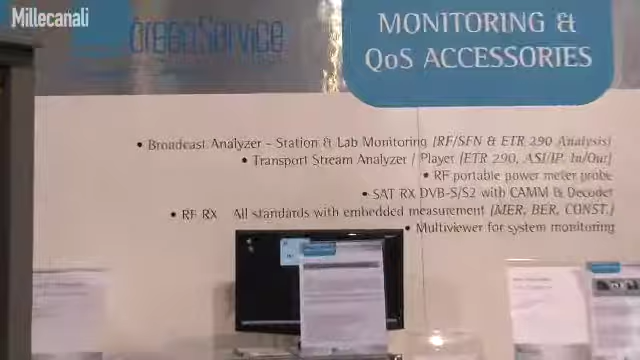 Millecanali
GreenService
MONITORING &
QoS ACCESSORIES
• Broadcast Analyzer - Station & Lab Monitoring (RF/SFN & ETR 290 Analysis)
• Transport Stream Analyzer / Player (ETR 290, ASI/IP, In/Out)
• RF portable power meter probe
• SAT RX DVB-S/S2 with CAMM & Decoder
• RF RX All standards with embedded measurement (MER, BER, CONST.)
• Multiviewer for system monitoring